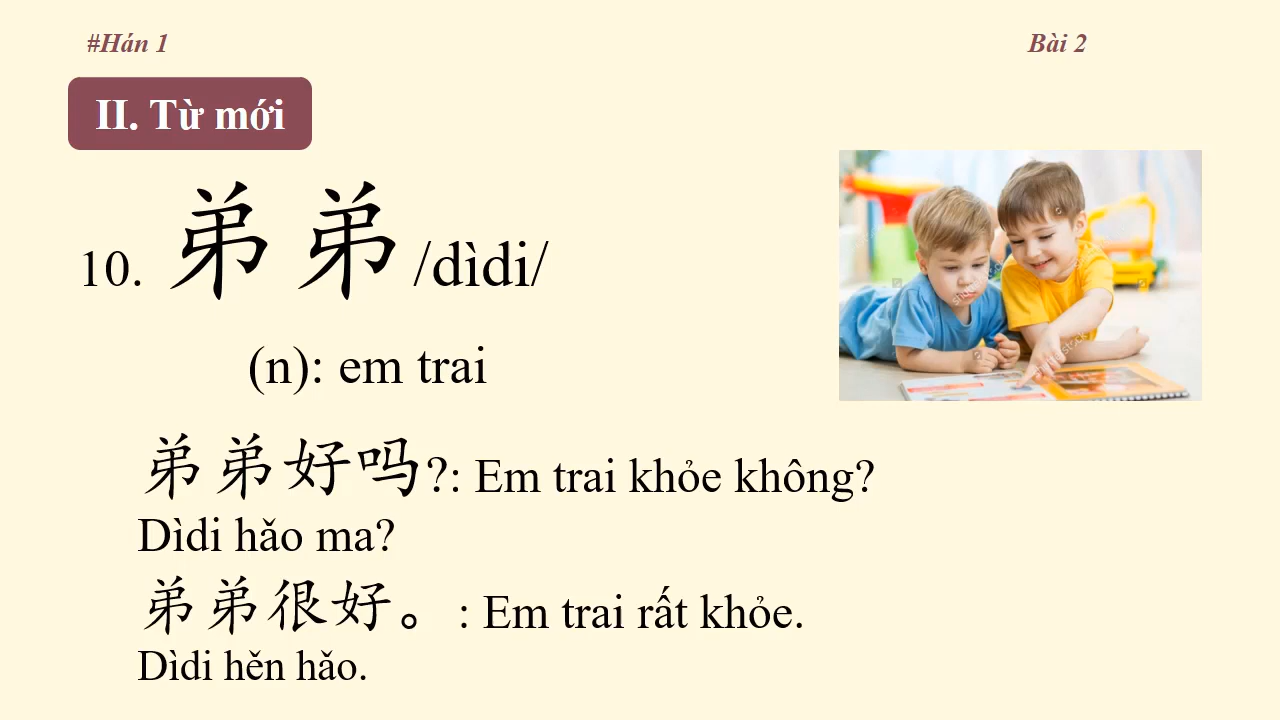 #Hán 1
Bài 2
II. Từ mới
10. 弟弟 /dìdi/
(n): em trai
弟弟好吗?: Em trai khỏe không?
Dìdi hǎo ma?
弟弟很好。: Em trai rất khỏe.
Dìdi hěn hǎo.